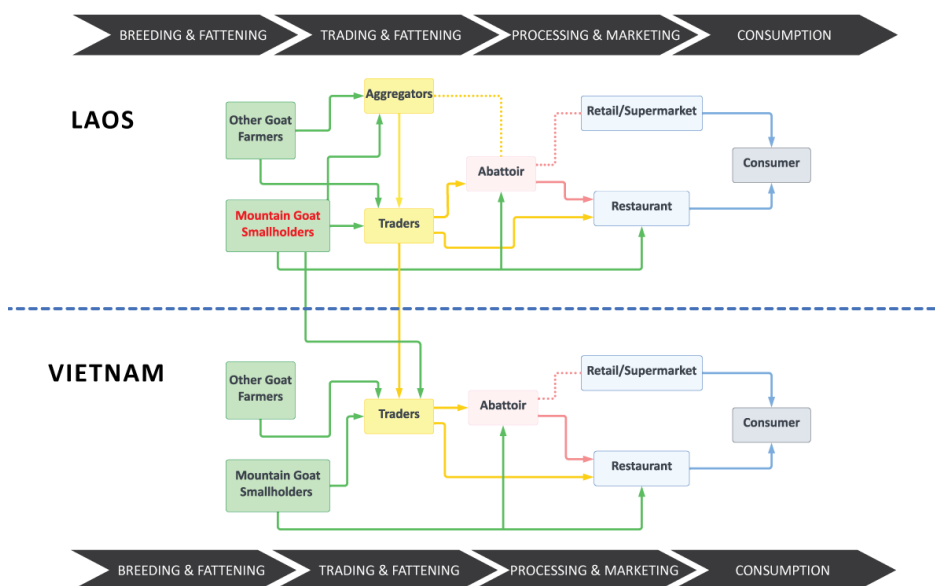 BREEDING & FATTENING
TRADING & FATTENING
PROCESSING & MARKETING
CONSUMPTION
LAOS
Aggregators
Retail/Supermarket
Other Goat
Farmers
Consumer
Abattoir
Mountain Goat
Smallholders
Traders
Restaurant
VIETNAM
Other Goat
Farmers
Retail/Supermarket
Traders
Abattoir
Consumer
Mountain Goat
Smallholders
Restaurant
BREEDING & FATTENING
TRADING & FATTENING
PROCESSING & MARKETING
CONSUMPTION